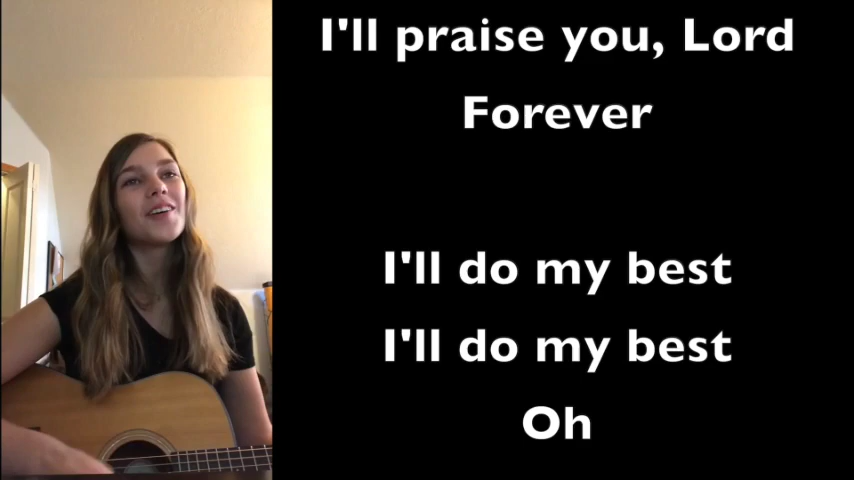 I'll praise you, Lord
Forever
I'll do my best
I'll do my best
Oh